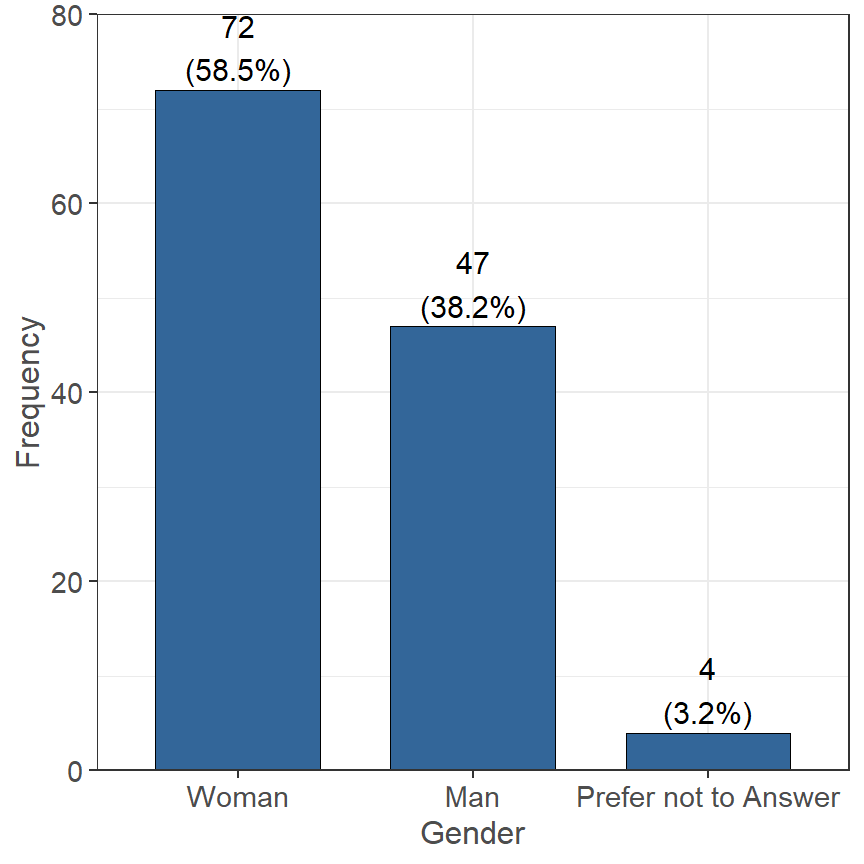 80
72
(58.5%)
60
47
(38.2%)
Frequency
40
20
4
(3.2%)
0
Woman
Man
Prefer not to Answer
Gender